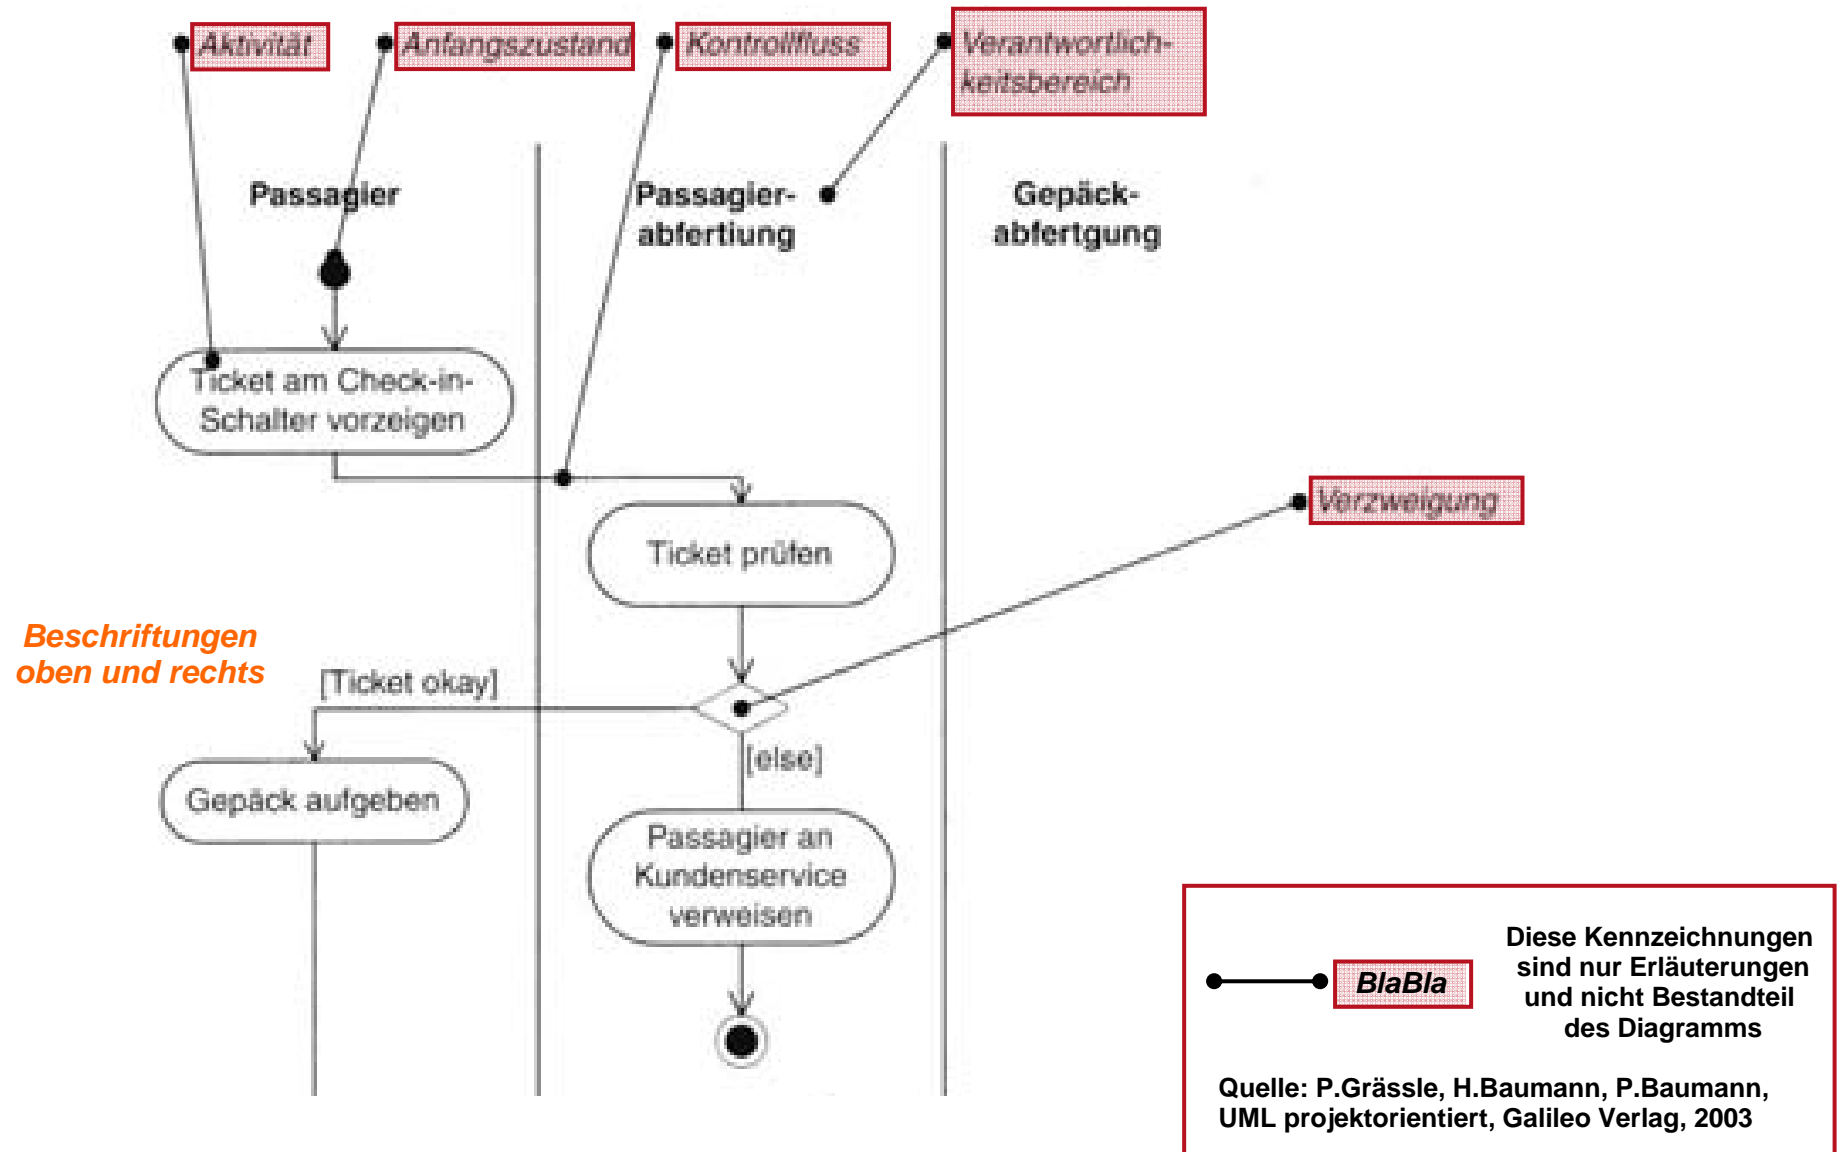 Aktivität
Anfangszustand
Kontrollfluss
Verantwortlich-
keitsbereich
Passagier
Passagier-
abfertiung
Gepäck-
abfertgung
Ticket am Check-in-
Schalter vorzeigen
Verzweigung
Ticket prüfen
Beschriftungen
oben und rechts
[Ticket okay]
[else]
Gepäck aufgeben
Passagier an
Kundenservice
verweisen
BlaBla
Diese Kennzeichnungen
sind nur Erläuterungen
und nicht Bestandteil
des Diagramms
Quelle: P.Grässle, H.Baumann, P.Baumann,
UML projektorientiert, Galileo Verlag, 2003